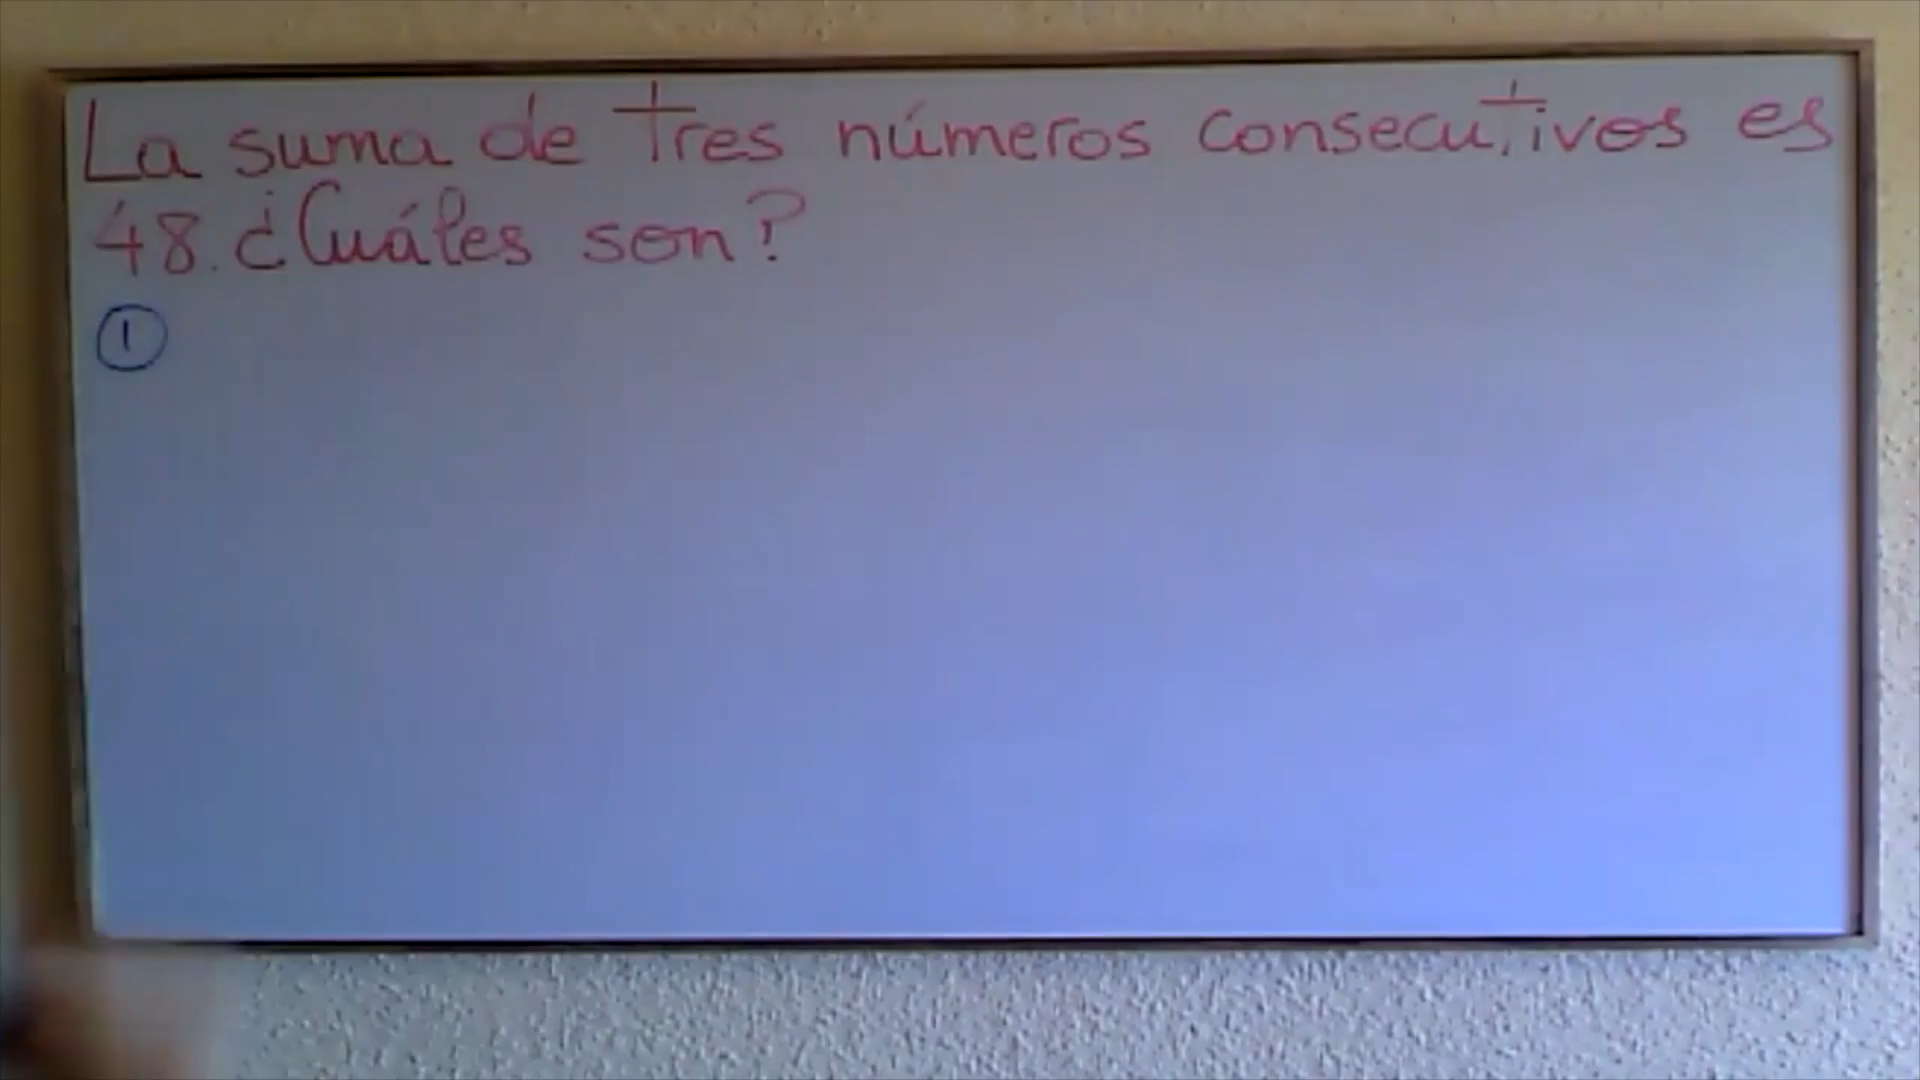 La suma de tres números consecutivos es
48. ¿Cuáles son?
①